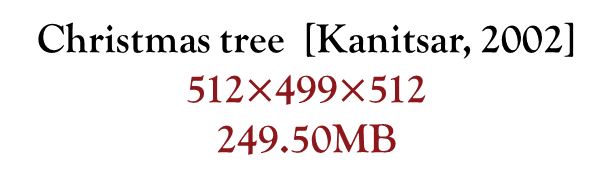 Christmas tree [Kanitsar, 2002]
512×499×512
249.50MB